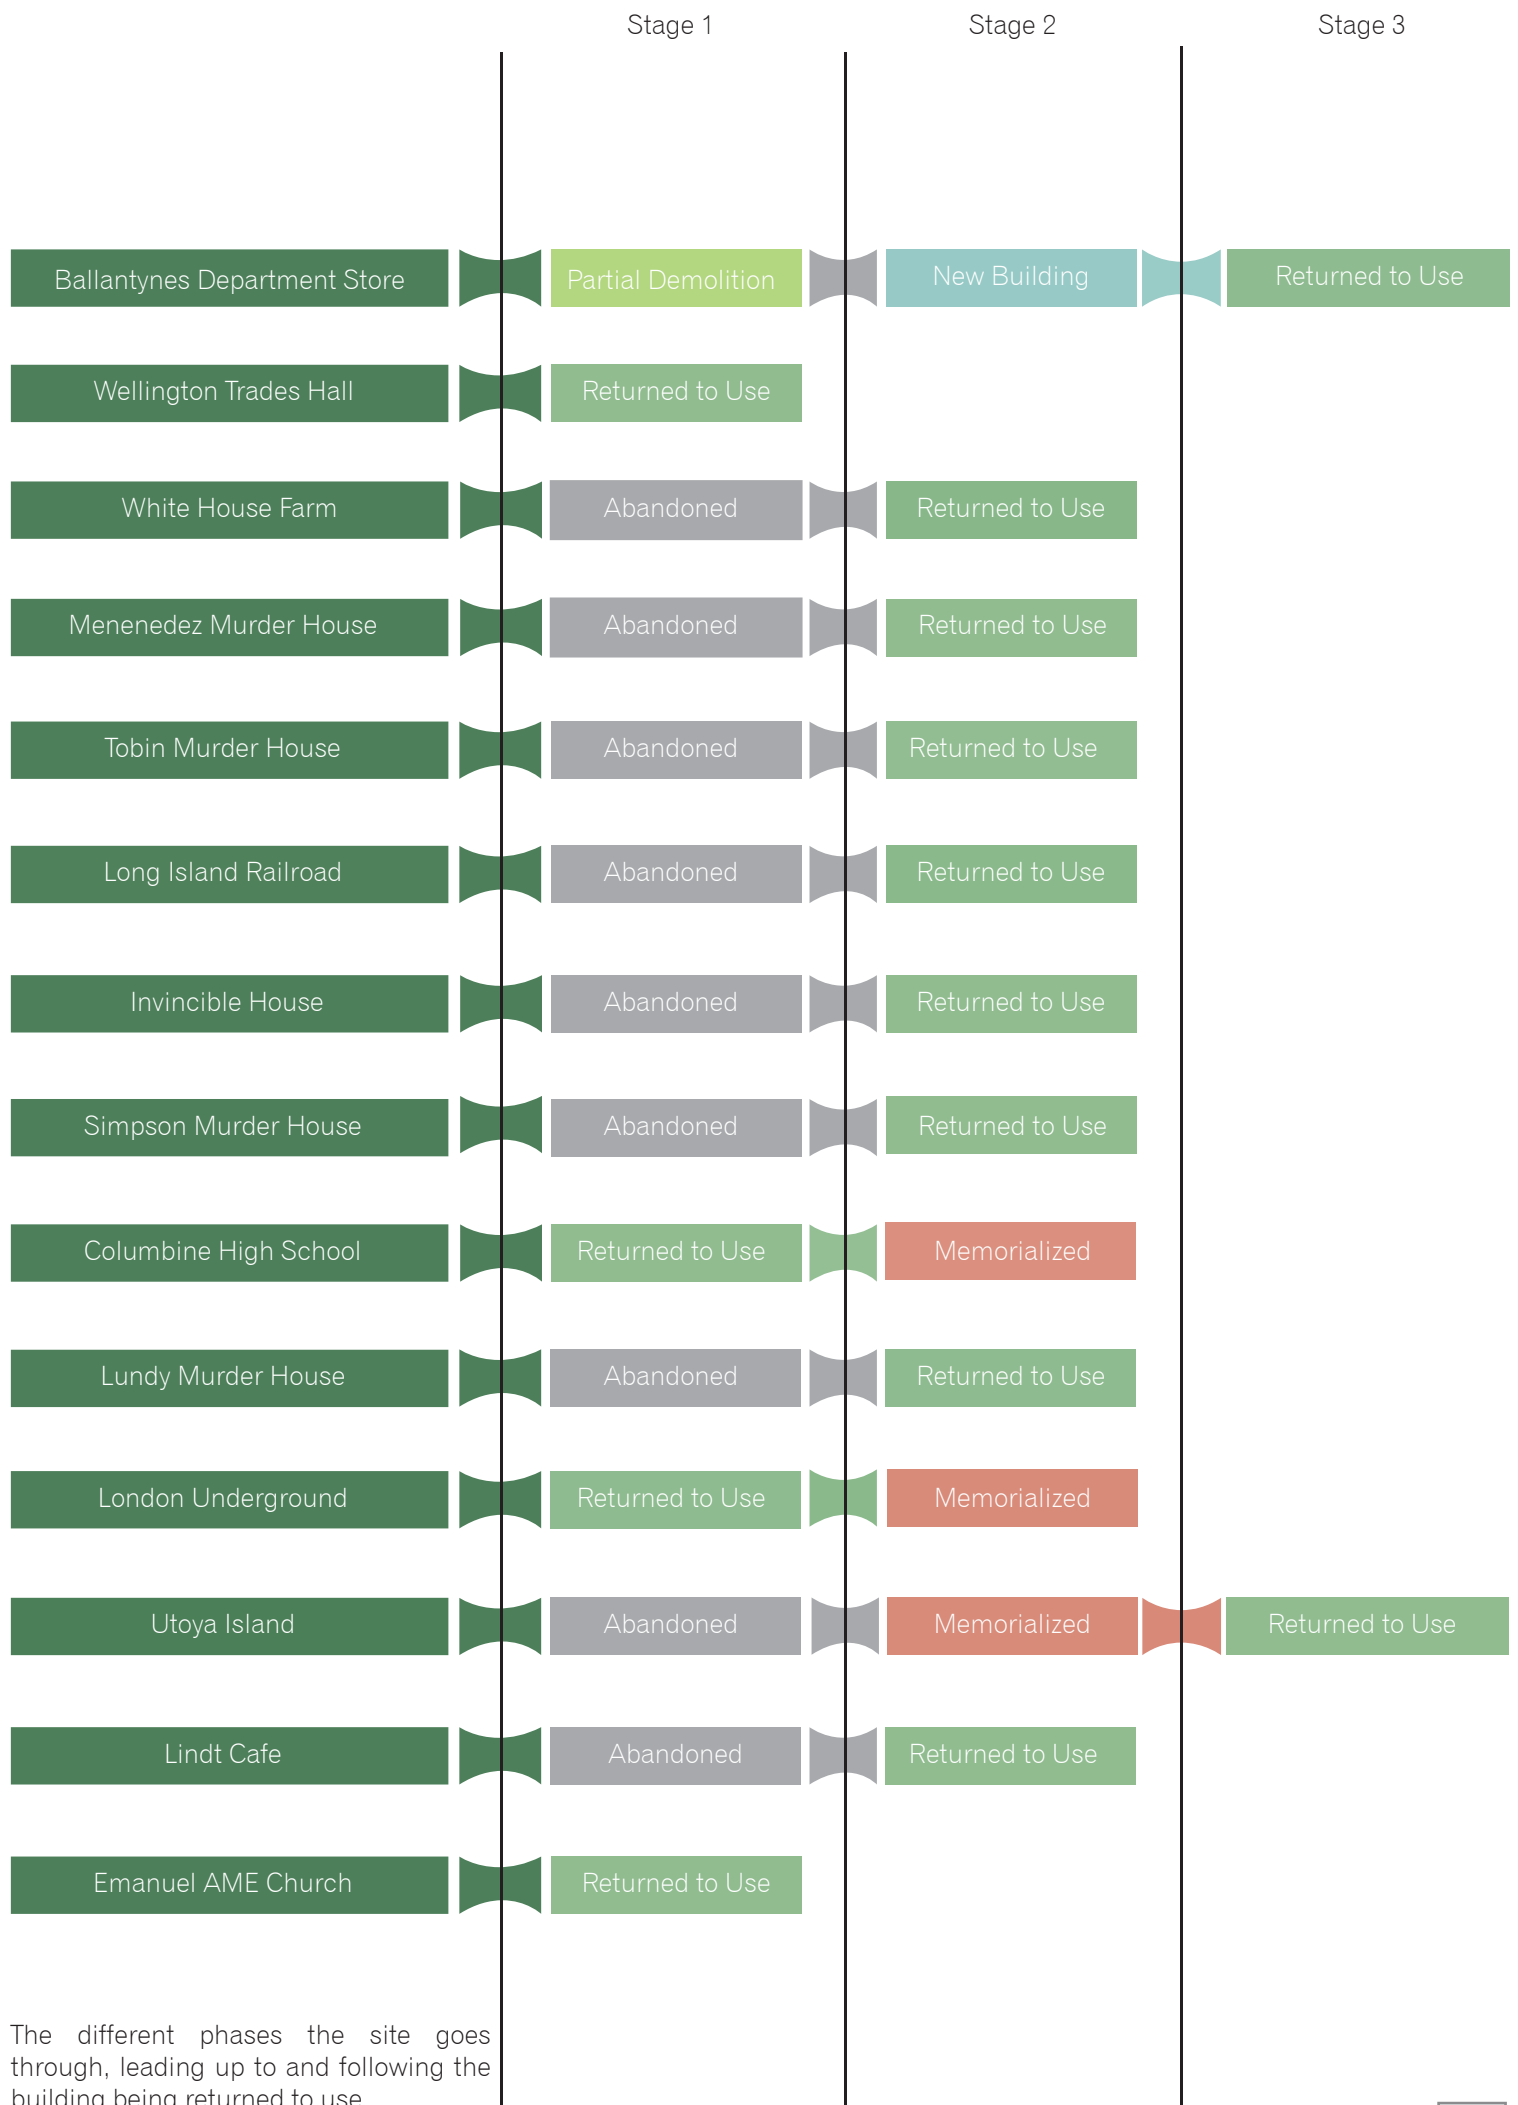 Stage 1 Stage 2 Stage 3
Ballantynes Department Store Partial Demolition New Building Returned to Use
Wellington Trades Hall Returned to Use
White House Farm Abandoned Returned to Use
Menenedez Murder House Abandoned Returned to Use
Tobin Murder House Abandoned Returned to Use
Long Island Railroad Abandoned Returned to Use
Invincible House Abandoned Returned to Use
Simpson Murder House Abandoned Returned to Use
Columbine High School Returned to Use Memorialized
Lundy Murder House Abandoned Returned to Use
London Underground Returned to Use Memorialized
Utoya Island Abandoned Memorialized Returned to Use
Lindt Cafe Abandoned Returned to Use
Emanuel AME Church Returned to Use
The different phases the site goes
through, leading up to and following the
building being returned to use